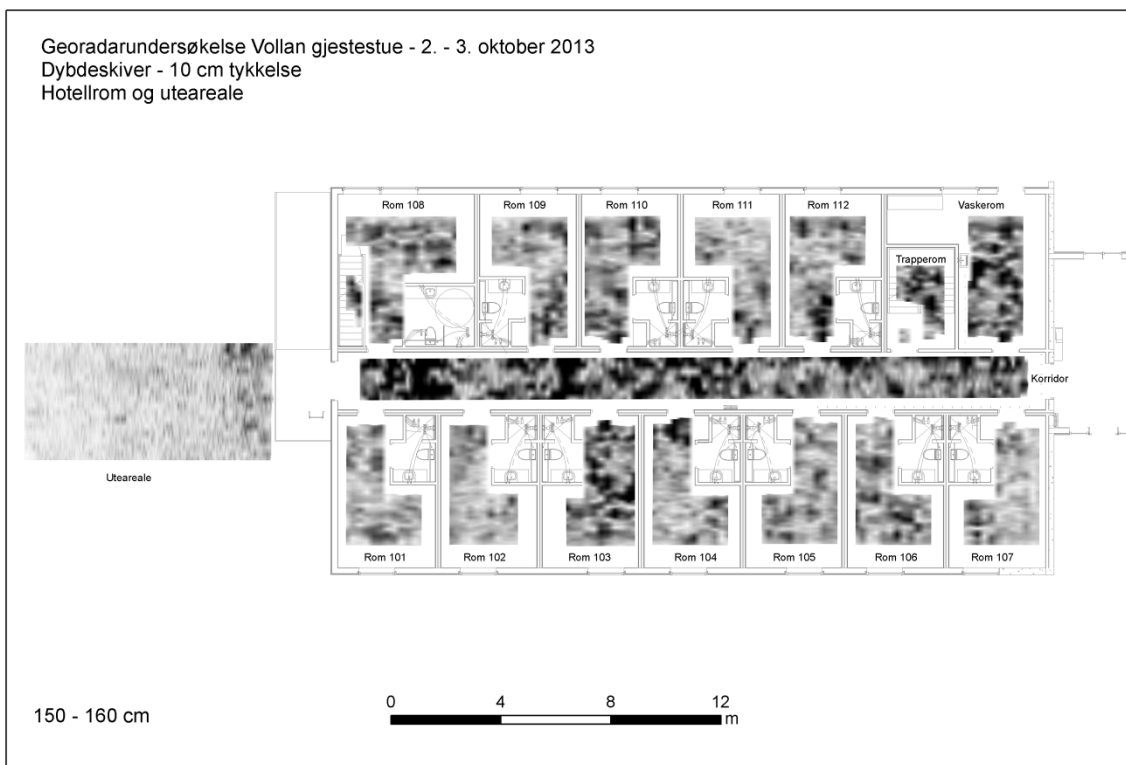 Georadarundersøkelse Vollan gjestestue - 2. - 3. oktober 2013
Dybdeskiver - 10 cm tykkelse
Hotellrom og uteareale
Rom 108
Rom 109
Rom 110
Rom 111
Rom 112
Vaskerom
Trapperom
Korridor
Uteareale
Rom 101
Rom 102
Rom 103
Rom 104
Rom 105
Rom 106
Rom 107
150 - 160 cm
0 4 8 12
m